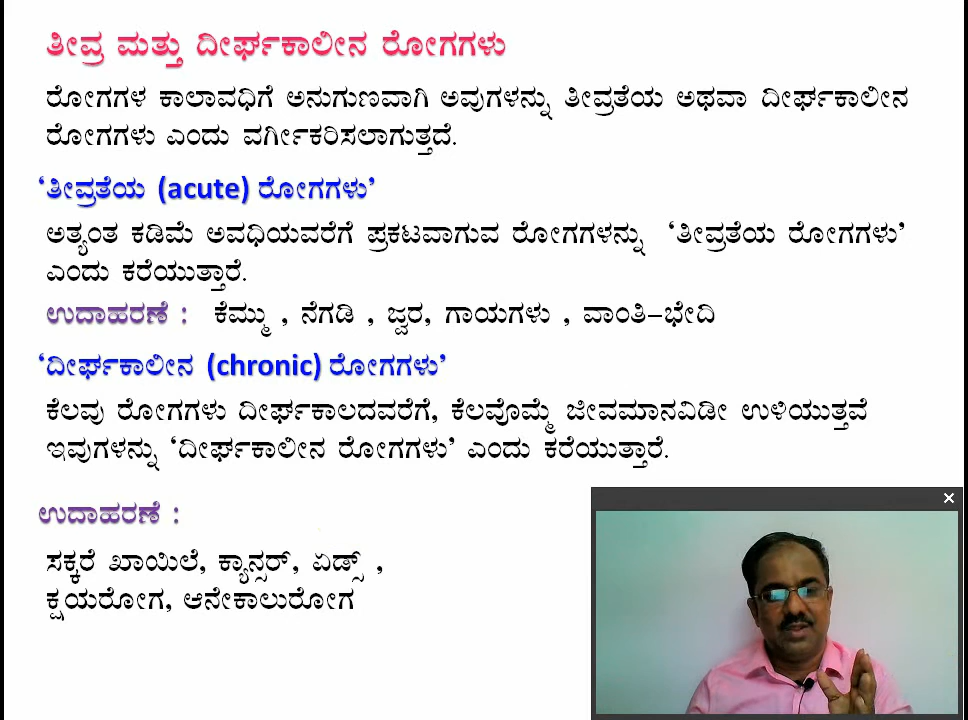 ತೀವ್ರ ಮತ್ತು ದೀರ್ಘಕಾಲೀನ ರೋಗಗಳು
ರೋಗಗಳ ಕಾಲಾವಧಿಗೆ ಅನುಗುಣವಾಗಿ ಅವುಗಳನ್ನು ತೀವ್ರತೆಯ ಅಥವಾ ದೀರ್ಘಕಾಲೀನ
ರೋಗಗಳು ಎಂದು ವರ್ಗೀಕರಿಸಲಾಗುತ್ತದೆ.
‘ತೀವ್ರತೆಯ (acute) ರೋಗಗಳು’
ಅತ್ಯಂತ ಕಡಿಮೆ ಅವಧಿಯವರೆಗೆ ಪ್ರಕಟವಾಗುವ ರೋಗಗಳನ್ನು ‘ತೀವ್ರತೆಯ ರೋಗಗಳು’
ಎಂದು ಕರೆಯುತ್ತಾರೆ.
ಉದಾಹರಣೆ : ಕೆಮ್ಮು , ನೆಗಡಿ , ಜ್ವರ, ಗಾಯಗಳು , ವಾಂತಿ–ಭೇದಿ
‘ದೀರ್ಘಕಾಲೀನ (chronic) ರೋಗಗಳು’
ಕೆಲವು ರೋಗಗಳು ದೀರ್ಘಕಾಲದವರೆಗೆ, ಕೆಲವೊಮ್ಮೆ ಜೀವಮಾನವಿಡೀ ಉಳಿಯುತ್ತವೆ
ಇವುಗಳನ್ನು ‘ದೀರ್ಘಕಾಲೀನ ರೋಗಗಳು’ ಎಂದು ಕರೆಯುತ್ತಾರೆ.
ಉದಾಹರಣೆ :
ಸಕ್ಕರೆ ಖಾಯಿಲೆ, ಕ್ಯಾನ್ಸರ್, ಏಡ್ಸ್ ,
ಕ್ಷಯರೋಗ, ಆನೇಕಾಲುರೋಗ